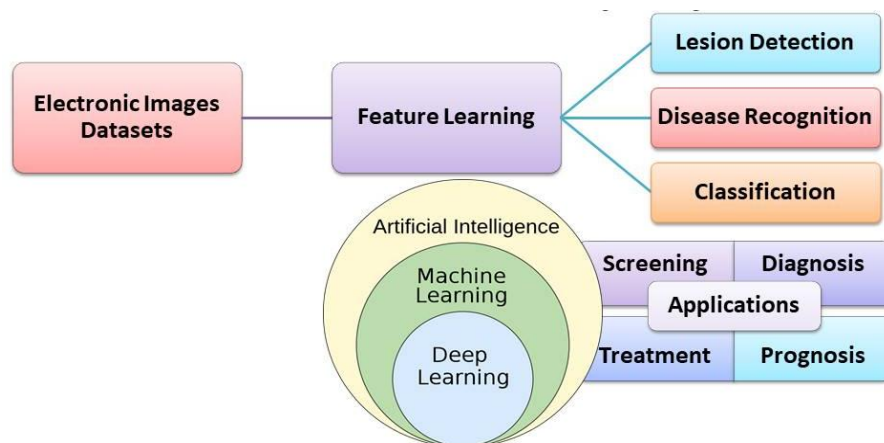 Lesion Detection
Electronic Images
Datasets
Feature Learning
Disease Recognition
Classification
Artificial Intelligence
Machine
Learning
Deep
Learning
Screening
Diagnosis
Applications
Treatment
Prognosis